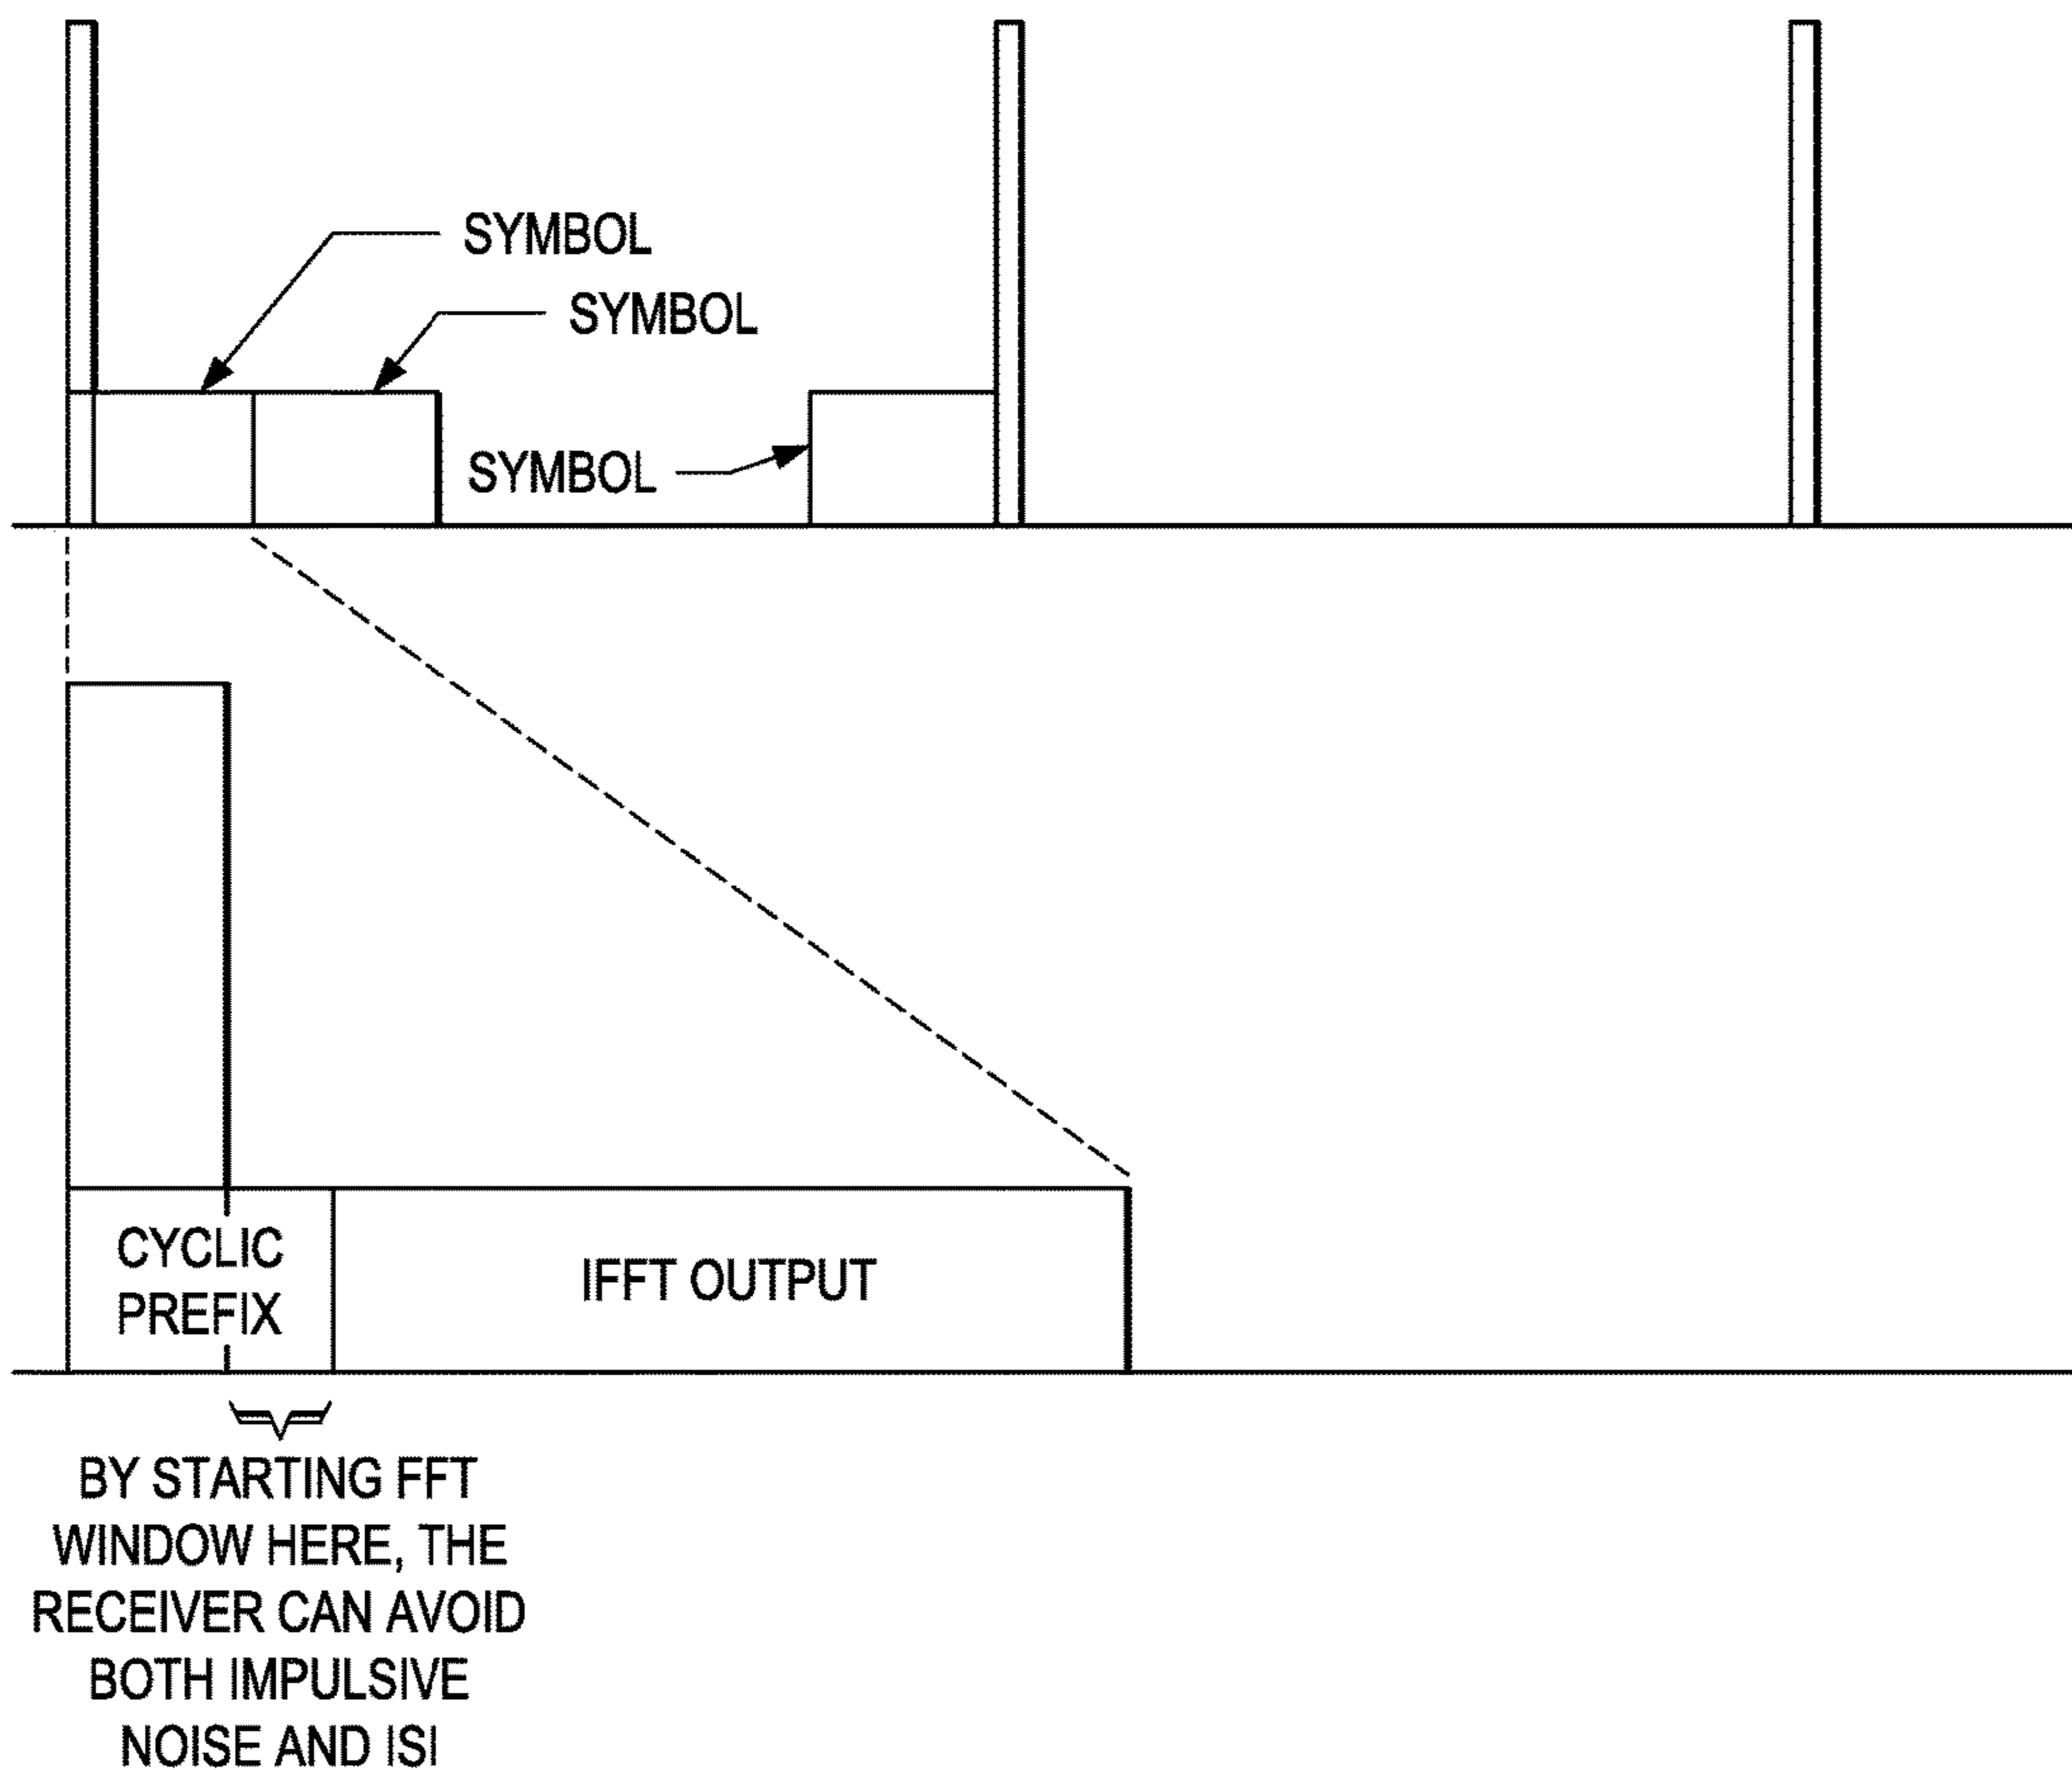 SYMBOL
SYMBOL
SYMBOL
CYCLIC
PREFIX
IFFT OUTPUT
BY STARTING FFT
WINDOW HERE, THE
RECEIVER CAN AVOID
BOTH IMPULSIVE
NOISE AND ISI